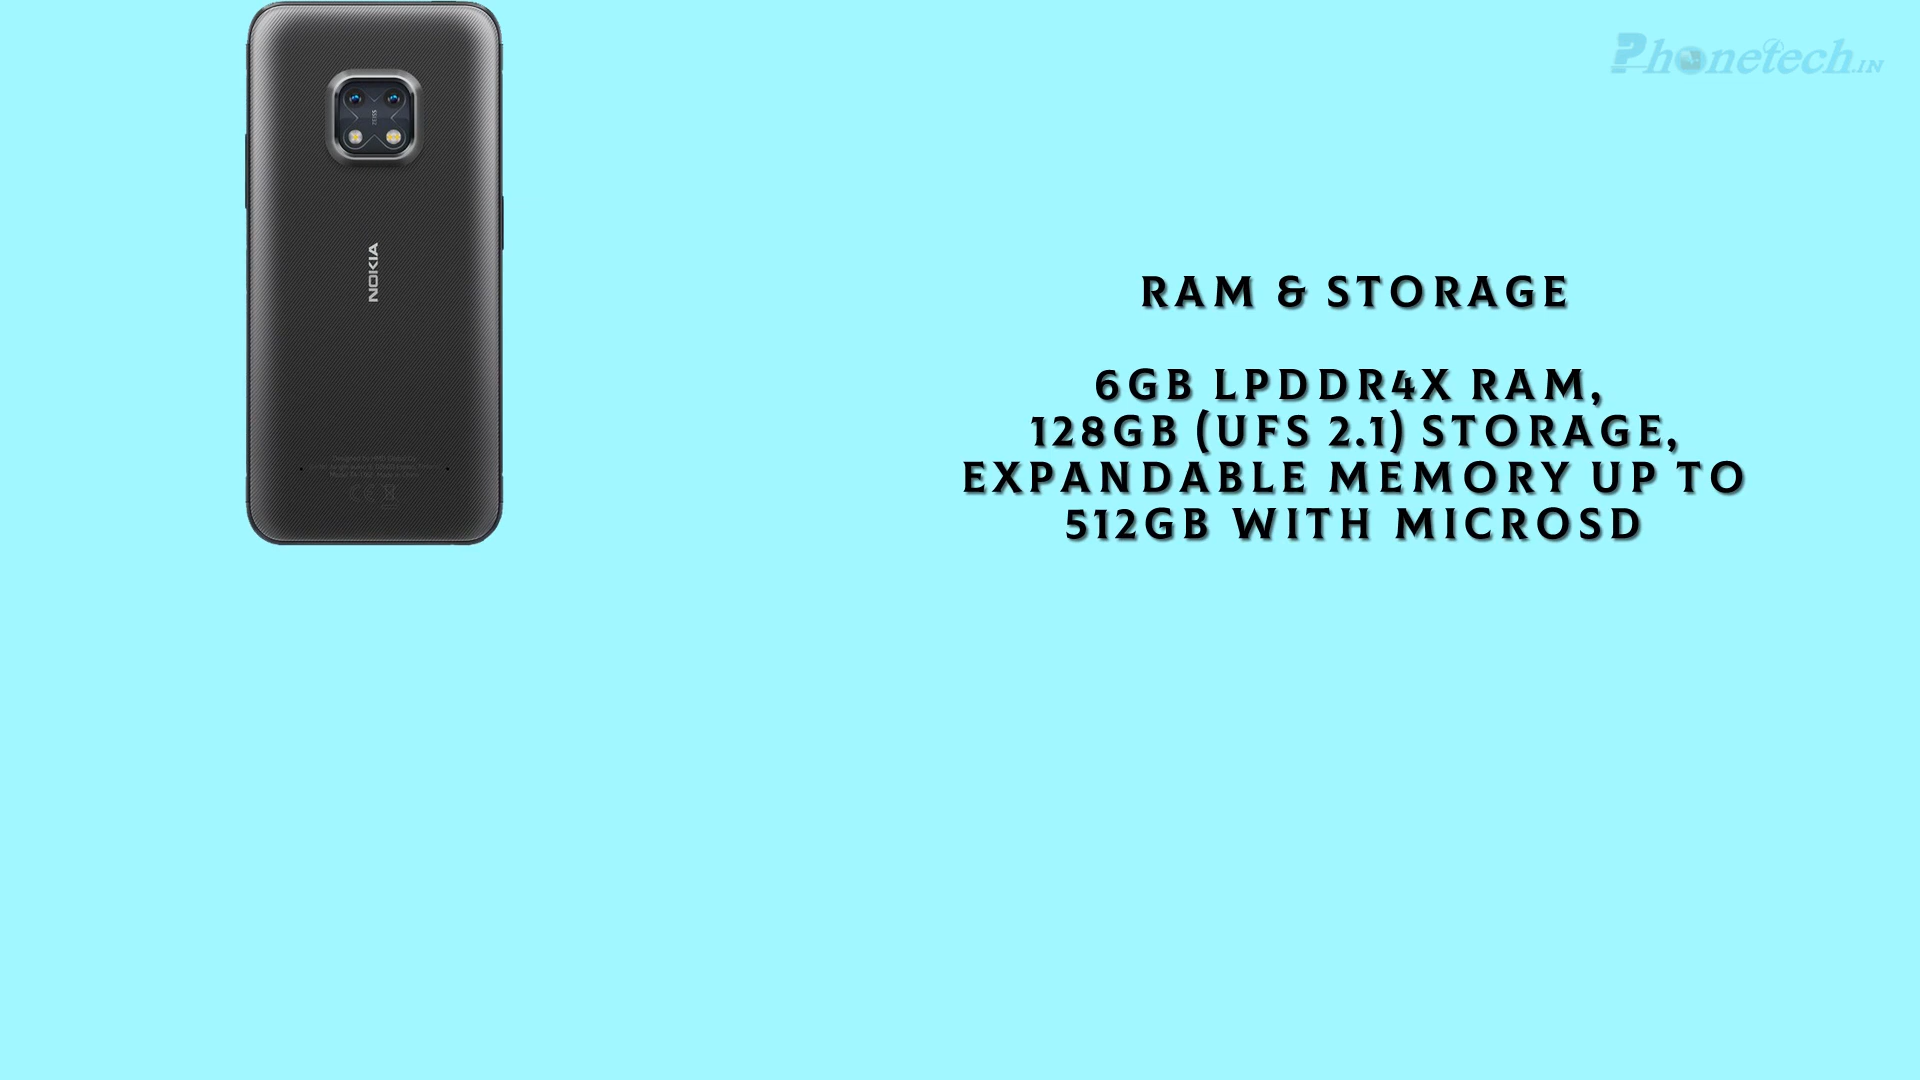 Phonetech.IN
NOKIA
RAM & STORAGE
6GB LPDDR4X RAM,
128GB (UFS 2.1) STORAGE,
EXPANDABLE MEMORY UP TO
512GB WITH MICROSD